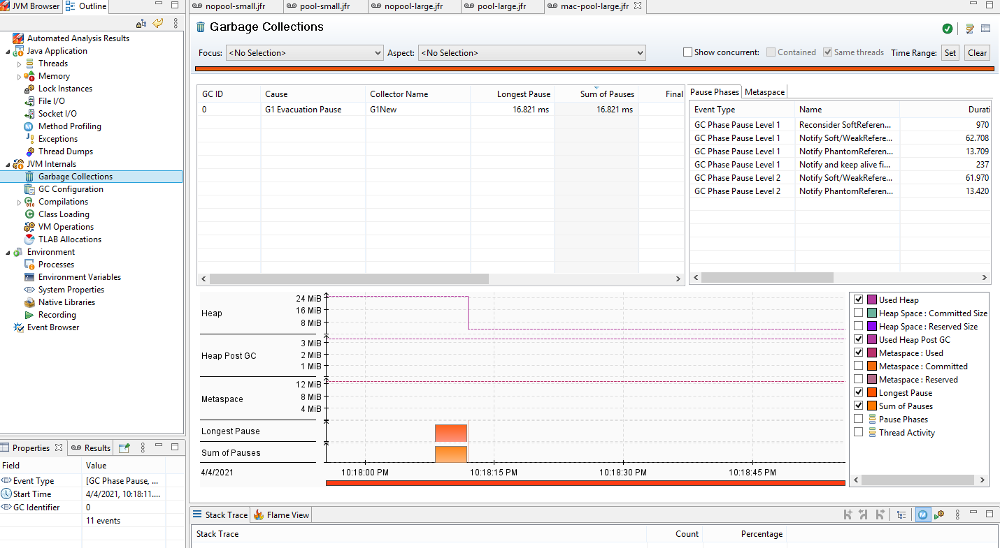 JVM Browser Outline
nopool-small.jfr pool-small.jfr nopool-large.jfr pool-large.jfr mac-pool-large.jfr
Automated Analysis Results
Java Application
Threads
Memory
Lock Instances
File I/O
Socket I/O
Method Profiling
Exceptions
Thread Dumps
JVM Internals
Garbage Collections
GC Configuration
Compilations
Class Loading
VM Operations
TLAB Allocations
Environment
Processes
Environment Variables
System Properties
Native Libraries
Recording
Event Browser
Properties Results
Field Value
Event Type [GC Phase Pause, ...
Start Time 4/4/2021, 10:18:11....
GC Identifier 0
11 events
Garbage Collections
Focus: <No Selection> Aspect: <No Selection> Show concurrent: Contained Same threads Time Range: Set Clear
GC ID Cause Collector Name Longest Pause Sum of Pauses Final
0 G1 Evacuation Pause G1New 16.821 ms 16.821 ms
Pause Phases Metaspace
Event Type Name Durati
GC Phase Pause Level 1 Reconsider SoftReferen... 970
GC Phase Pause Level 1 Notify Soft/WeakRefere... 62.708
GC Phase Pause Level 1 Notify PhantomReferen... 13.709
GC Phase Pause Level 1 Notify and keep alive fi... 237
GC Phase Pause Level 2 Notify Soft/WeakRefere... 61.970
GC Phase Pause Level 2 Notify PhantomReferen... 13.420
24 MiB
Heap 16 MiB
8 MiB
3 MiB
Heap Post GC 2 MiB
1 MiB
12 MiB
Metaspace 8 MiB
4 MiB
Longest Pause
Sum of Pauses
4/4/2021 10:18:00 PM 10:18:15 PM 10:18:30 PM 10:18:45 PM
Used Heap
Heap Space : Committed Size
Heap Space : Reserved Size
Used Heap Post GC
Metaspace : Used
Metaspace : Committed
Metaspace : Reserved
Longest Pause
Sum of Pauses
Pause Phases
Thread Activity
Stack Trace Flame View
Stack Trace Count Percentage